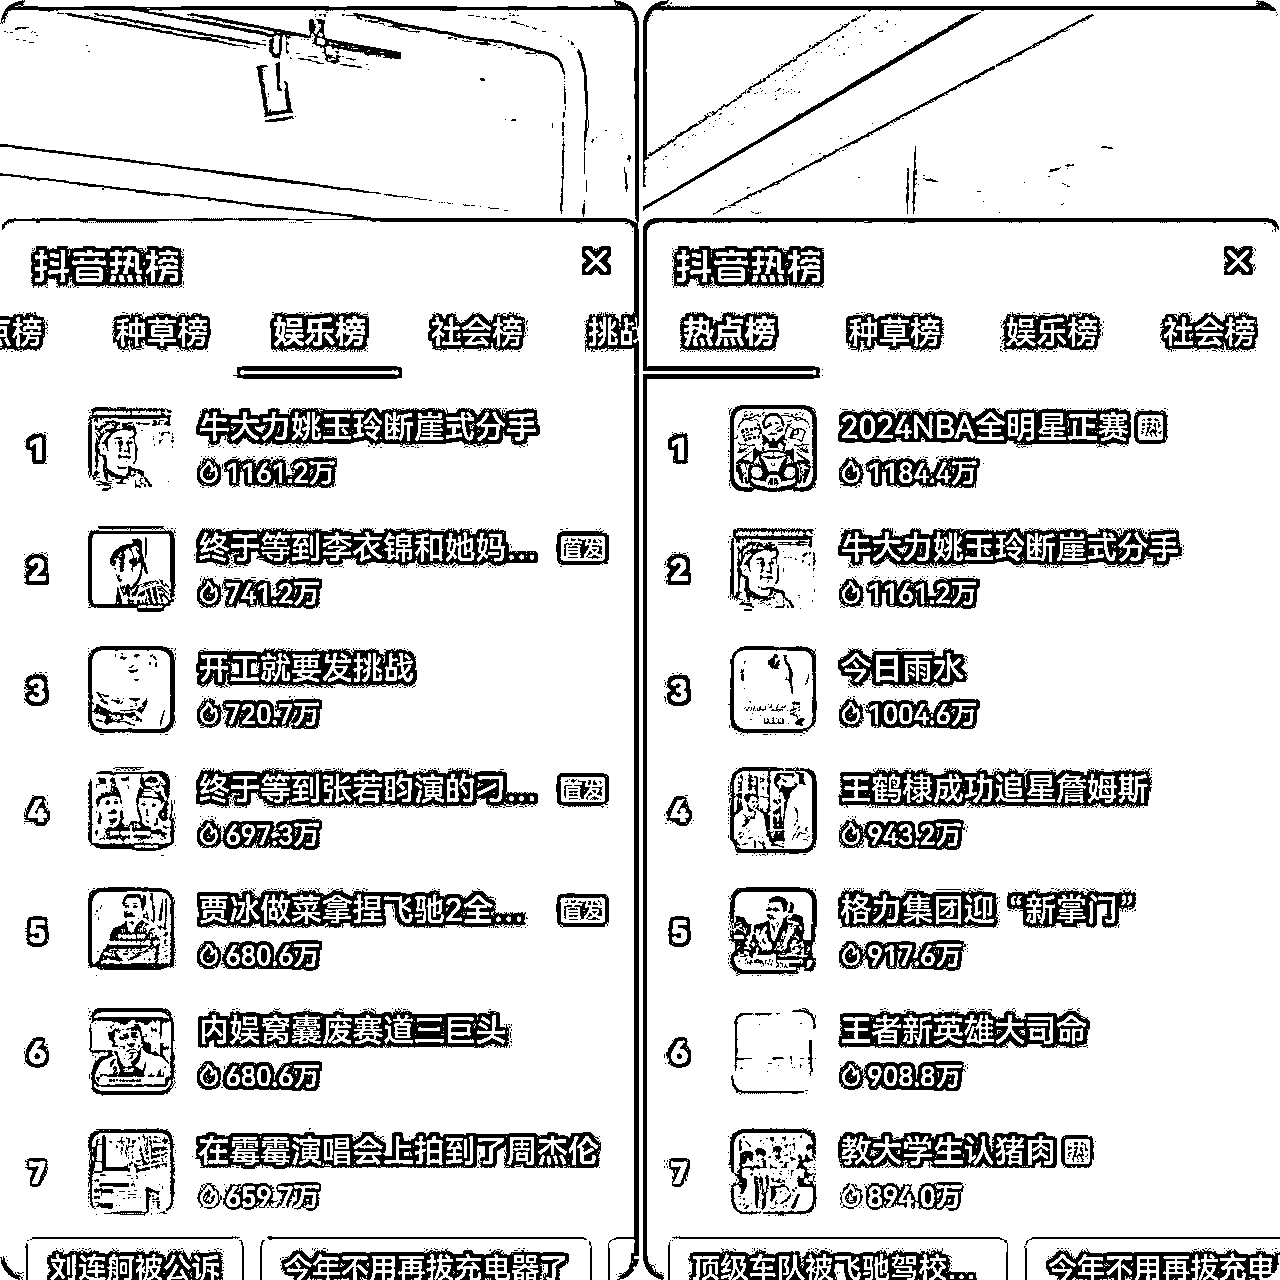 抖音热榜
点榜 种草榜 娱乐榜 社会榜 挑战
1 牛大力姚玉玲断崖式分手
1161.2万
2 终于等到李衣锦和她妈... 首发
741.2万
3 开工就要发挑战
720.7万
4 终于等到张若昀演的刁... 首发
697.3万
5 贾冰做菜拿捏飞驰2全... 首发
680.6万
6 内娱窝囊废赛道三巨头
680.6万
7 在霉霉演唱会上拍到了周杰伦
659.7万
刘连舸被公诉 今年不用再拔充电器了
抖音热榜
热点榜 种草榜 娱乐榜 社会榜
1 2024NBA全明星正赛 热
1184.4万
2 牛大力姚玉玲断崖式分手
1161.2万
3 今日雨水
1004.6万
4 王鹤棣成功追星詹姆斯
943.2万
5 格力集团迎“新掌门”
917.6万
6 王者新英雄大司命
908.8万
7 教大学生认猪肉 热
894.0万
顶级车队被飞驰驾校... 今年不用再拔充电